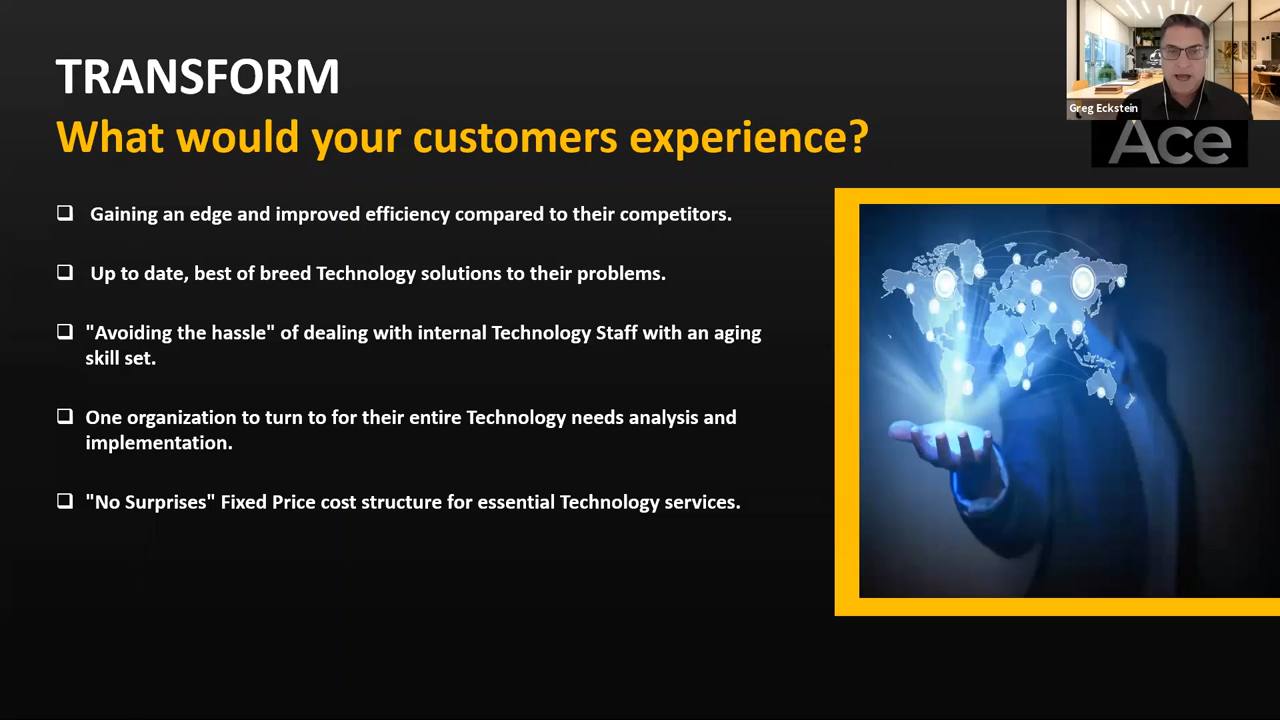 TRANSFORM
What would your customers experience?
Greg Eckstein
Ace
❑ Gaining an edge and improved efficiency compared to their competitors.
❑ Up to date, best of breed Technology solutions to their problems.
❑ "Avoiding the hassle" of dealing with internal Technology Staff with an aging
skill set.
❑ One organization to turn to for their entire Technology needs analysis and
implementation.
❑ "No Surprises" Fixed Price cost structure for essential Technology services.